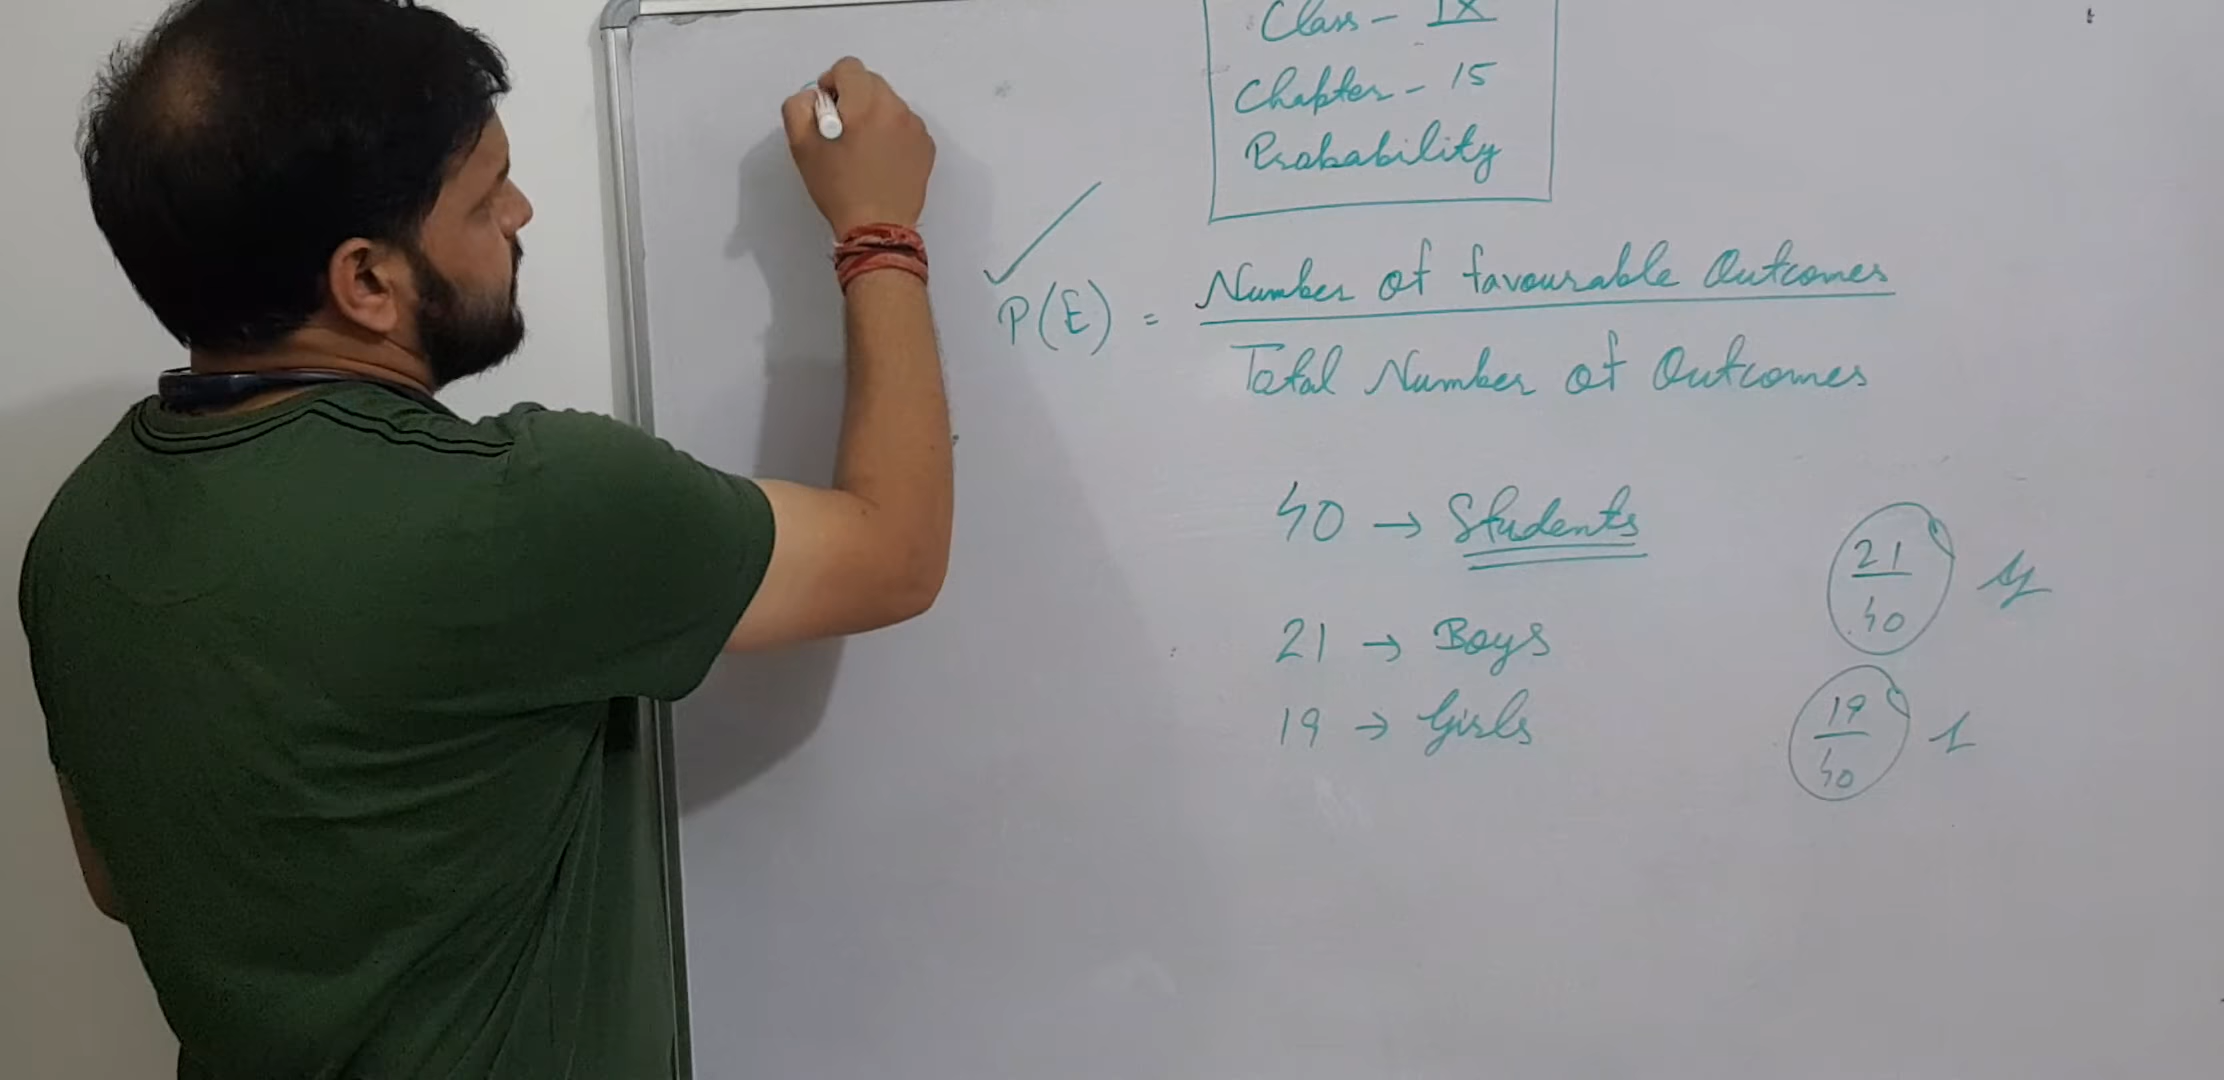 Class - IX
Chapter - 15
Probability
P(E) = Number of favourable Outcomes
Total Number of Outcomes
40 → Students
21 → Boys
19 → Girls
21
40
19
40